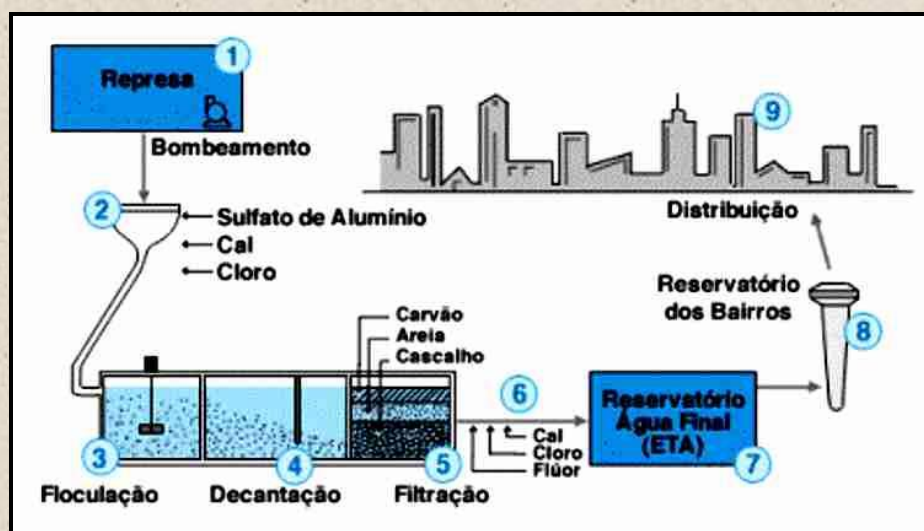 1
Represa
Bombeamento
2
Sulfato de Alumínio
Cal
Cloro
3
Floculação
4
Decantação
Carvão
Areia
Cascalho
5
Filtração
6
Cal
Cloro
Flúor
Reservatório
Água Final
(ETA)
7
Reservatório
dos Bairros
8
9
Distribuição